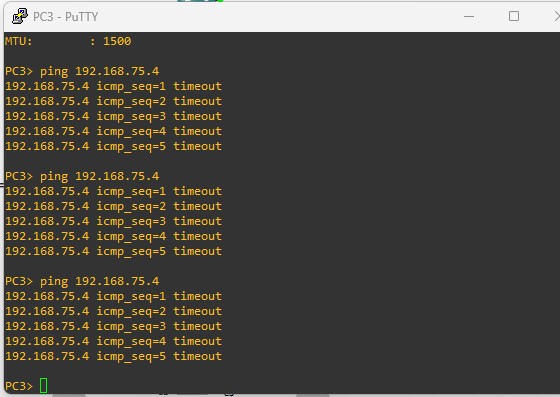 PC3 - PuTTY
MTU:        : 1500
PC3> ping 192.168.75.4
192.168.75.4 icmp_seq=1 timeout
192.168.75.4 icmp_seq=2 timeout
192.168.75.4 icmp_seq=3 timeout
192.168.75.4 icmp_seq=4 timeout
192.168.75.4 icmp_seq=5 timeout
PC3> ping 192.168.75.4
192.168.75.4 icmp_seq=1 timeout
192.168.75.4 icmp_seq=2 timeout
192.168.75.4 icmp_seq=3 timeout
192.168.75.4 icmp_seq=4 timeout
192.168.75.4 icmp_seq=5 timeout
PC3> ping 192.168.75.4
192.168.75.4 icmp_seq=1 timeout
192.168.75.4 icmp_seq=2 timeout
192.168.75.4 icmp_seq=3 timeout
192.168.75.4 icmp_seq=4 timeout
192.168.75.4 icmp_seq=5 timeout
PC3>